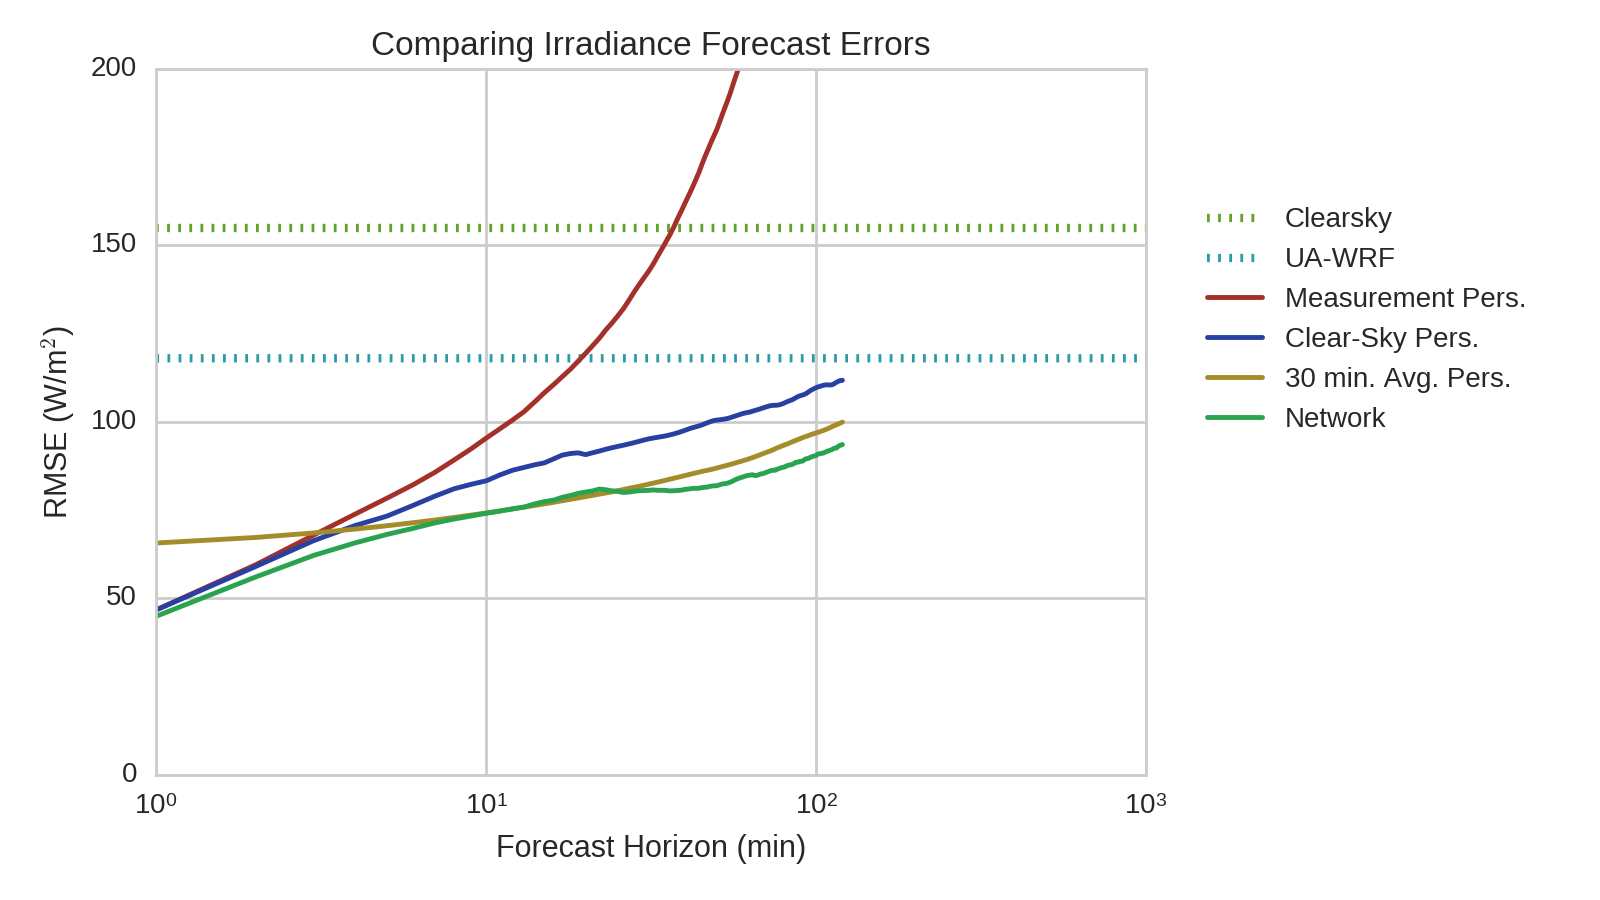 Comparing Irradiance Forecast Errors
200
150
100
50
0
RMSE (W/m²)
10⁰ 10¹ 10² 10³
Forecast Horizon (min)
Clearsky
UA-WRF
Measurement Pers.
Clear-Sky Pers.
30 min. Avg. Pers.
Network